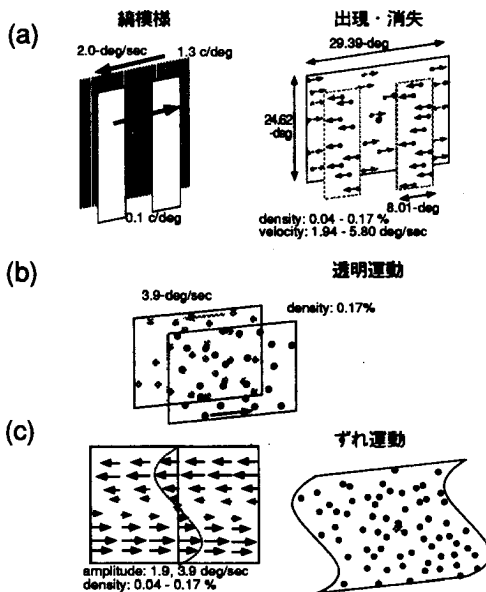 (a)
縞模様
2.0-deg/sec
1.3 c/deg
0.1 c/deg
出現・消失
29.39-deg
24.62
-deg
8.01-deg
density: 0.04 - 0.17 %
velocity: 1.94 - 5.80 deg/sec
(b)
透明運動
3.9-deg/sec
density: 0.17%
(c)
ずれ運動
amplitude: 1.9, 3.9 deg/sec
density: 0.04 - 0.17 %